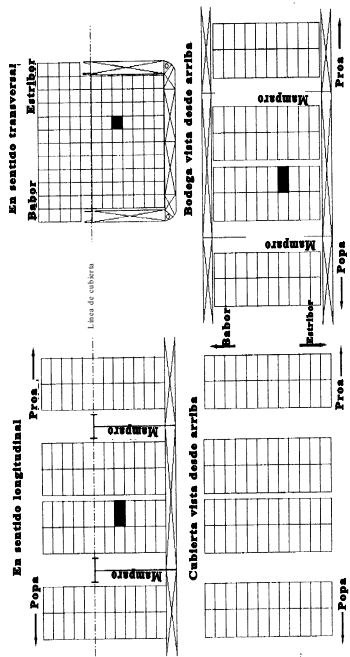 En sentido longitudinal
Popa
Proa
Línea de cubierta
Mamparo
Mamparo
En sentido transversal
Babor
Estribor
Cubierta vista desde arriba
Popa
Proa
Babor
Estribor
Bodega vista desde arriba
Mamparo
Mamparo
Popa
Proa